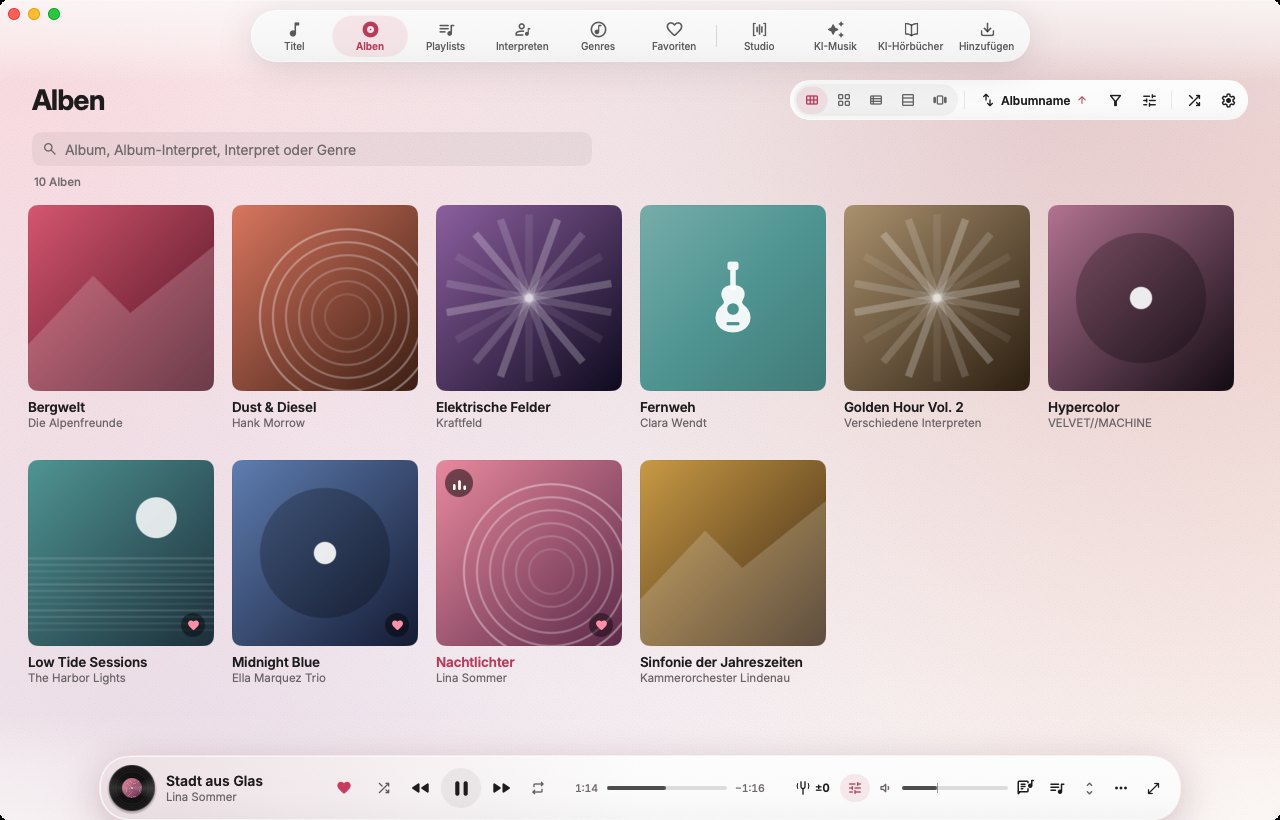 Titel
Alben
Playlists
Interpreten
Genres
Favoriten
Studio
KI-Musik
KI-Hörbücher
Hinzufügen
Alben
Albumname
Album, Album-Interpret, Interpret oder Genre
10 Alben
Bergwelt
Die Alpenfreunde
Dust & Diesel
Hank Morrow
Elektrische Felder
Kraftfeld
Fernweh
Clara Wendt
Golden Hour Vol. 2
Verschiedene Interpreten
Hypercolor
VELVET//MACHINE
Low Tide Sessions
The Harbor Lights
Midnight Blue
Ella Marquez Trio
Nachtlichter
Lina Sommer
Sinfonie der Jahreszeiten
Kammerorchester Lindenau
Stadt aus Glas
Lina Sommer
1:14
−1:16
±0